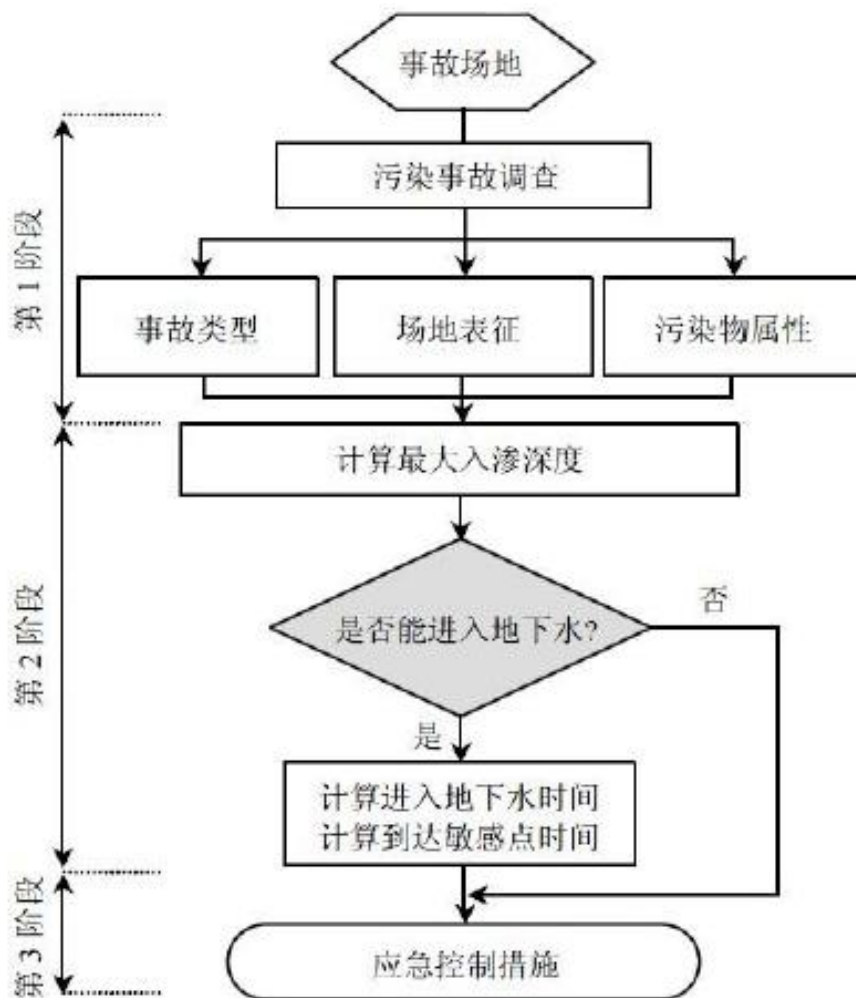 事故场地
污染事故调查
第1阶段
事故类型
场地表征
污染物属性
计算最大入渗深度
第2阶段
是否能进入地下水?
否
是
计算进入地下水时间
计算到达敏感点时间
第3阶段
应急控制措施